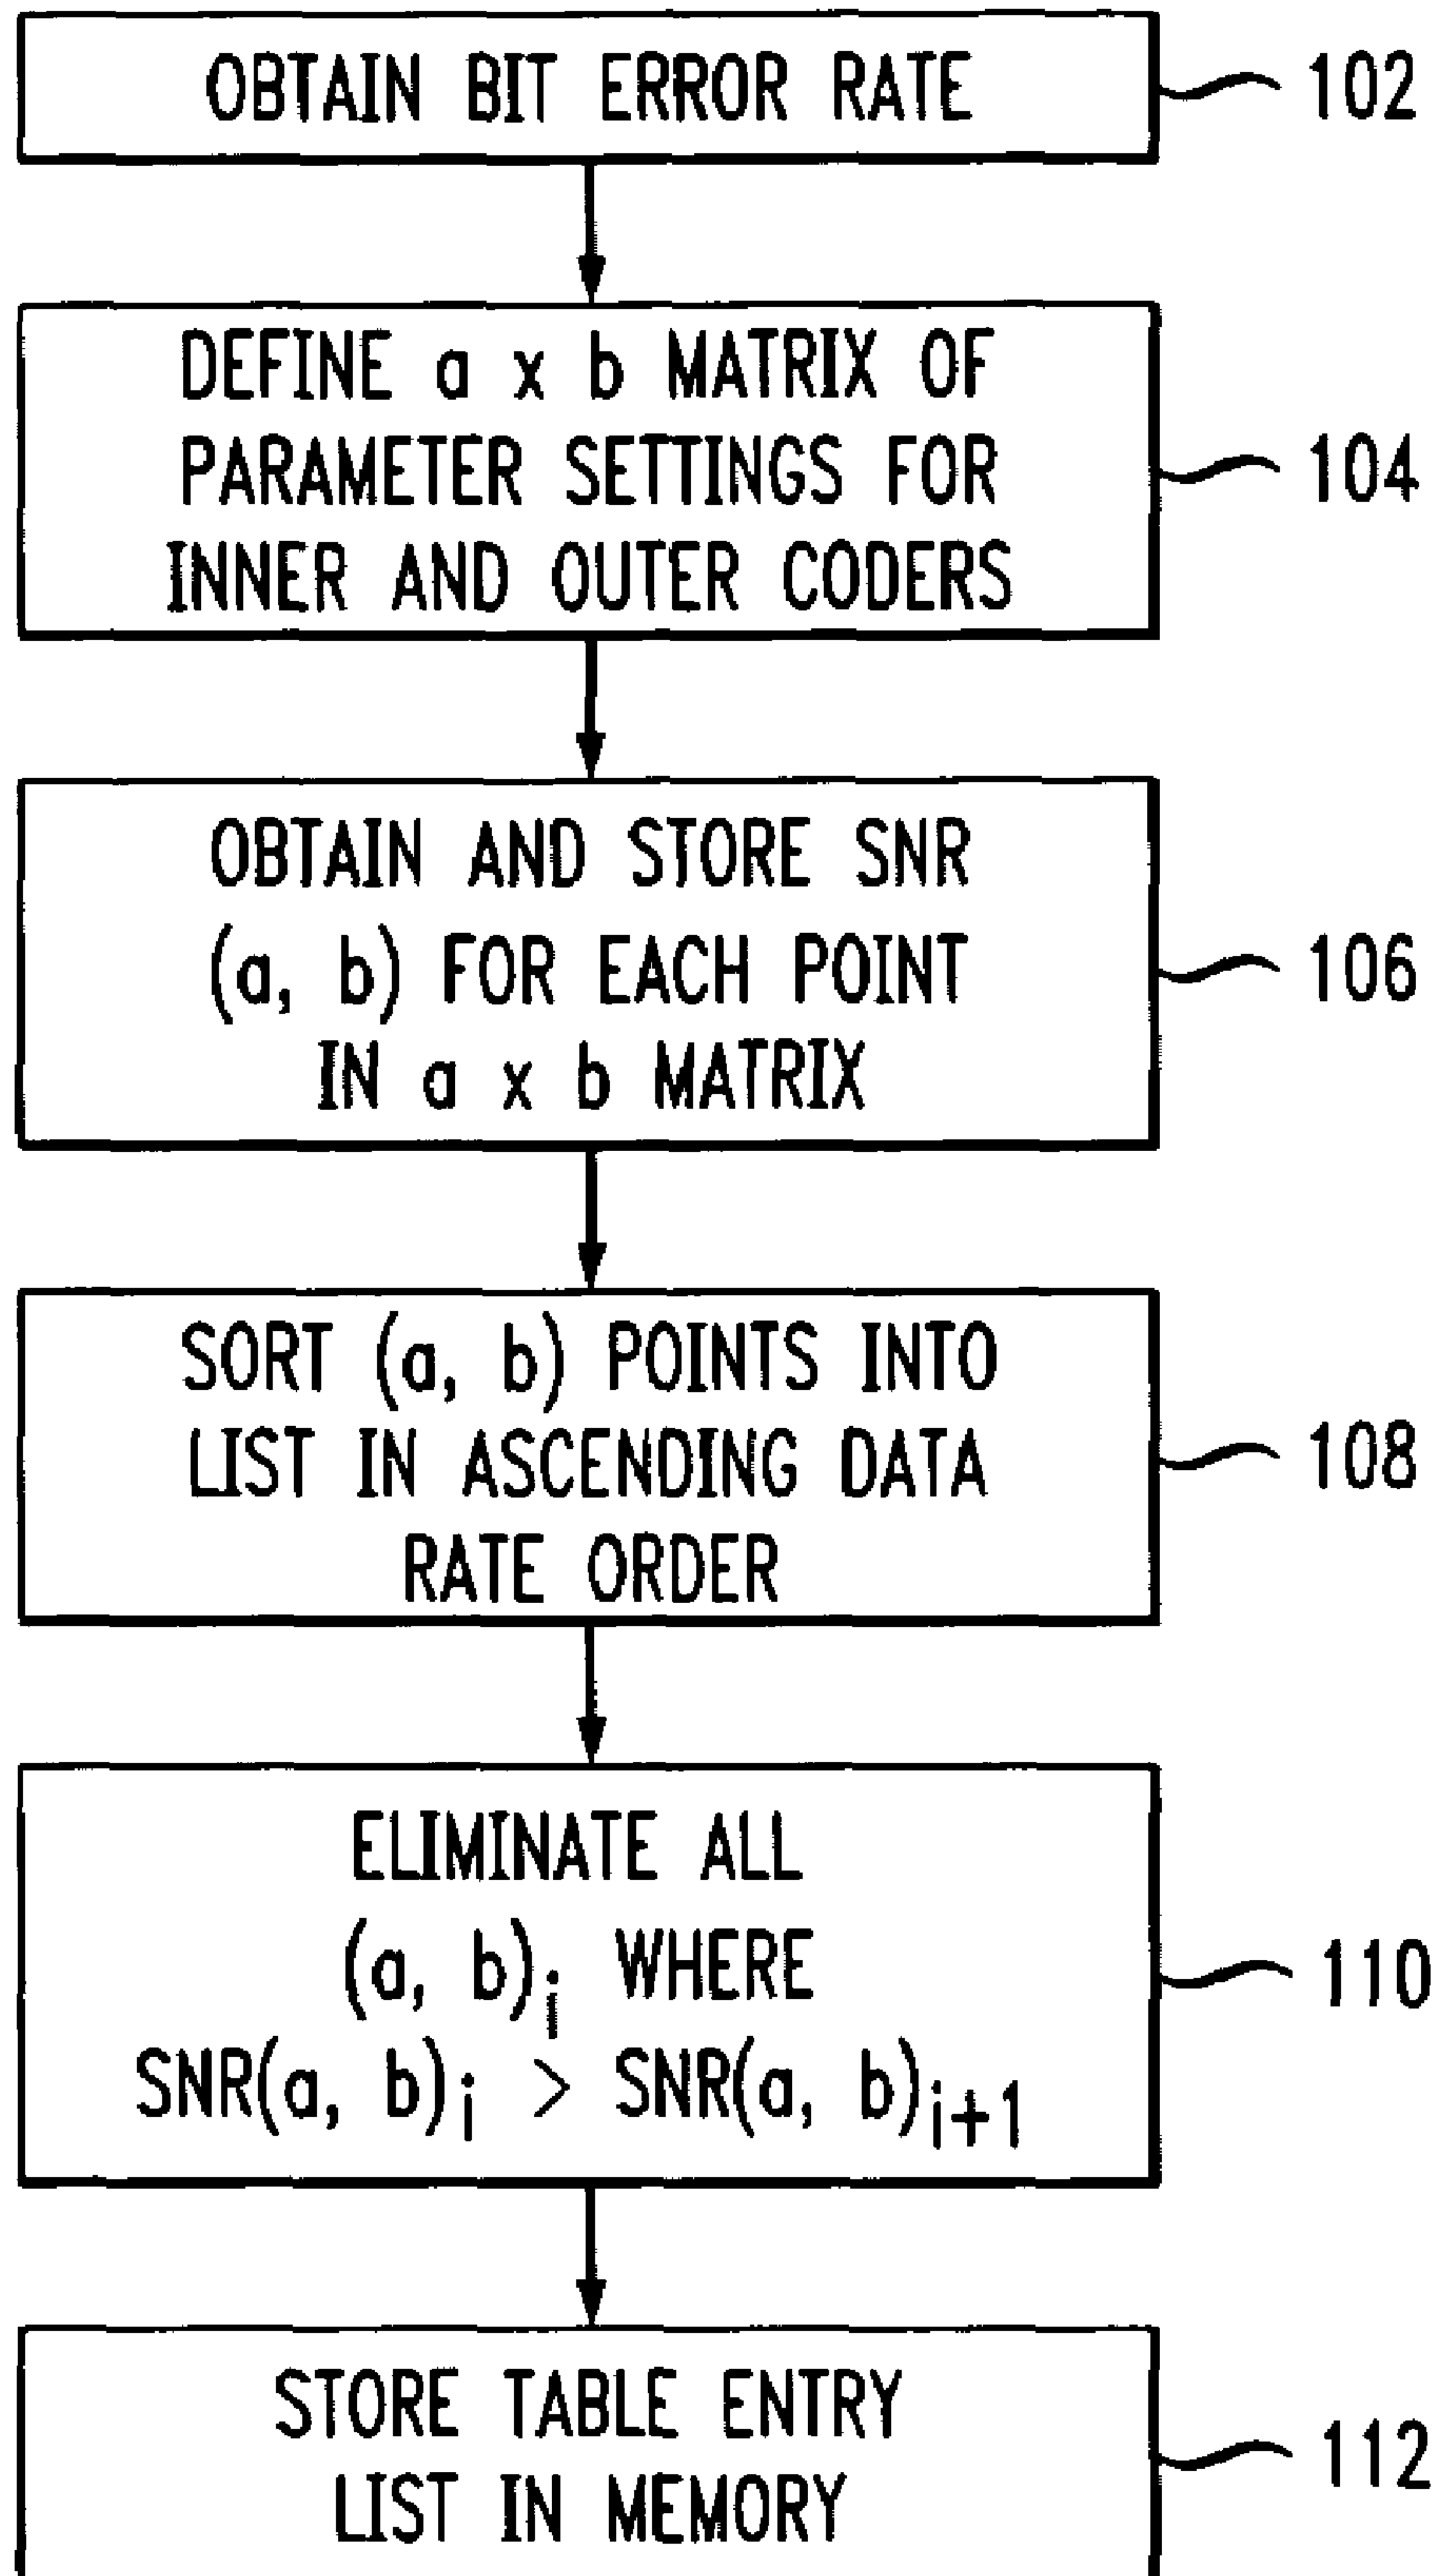 OBTAIN BIT ERROR RATE
102
DEFINE a x b MATRIX OF
PARAMETER SETTINGS FOR
INNER AND OUTER CODERS
104
OBTAIN AND STORE SNR
(a, b) FOR EACH POINT
IN a x b MATRIX
106
SORT (a, b) POINTS INTO
LIST IN ASCENDING DATA
RATE ORDER
108
ELIMINATE ALL
(a, b)i WHERE
SNR(a, b)i > SNR(a, b)i+1
110
STORE TABLE ENTRY
LIST IN MEMORY
112